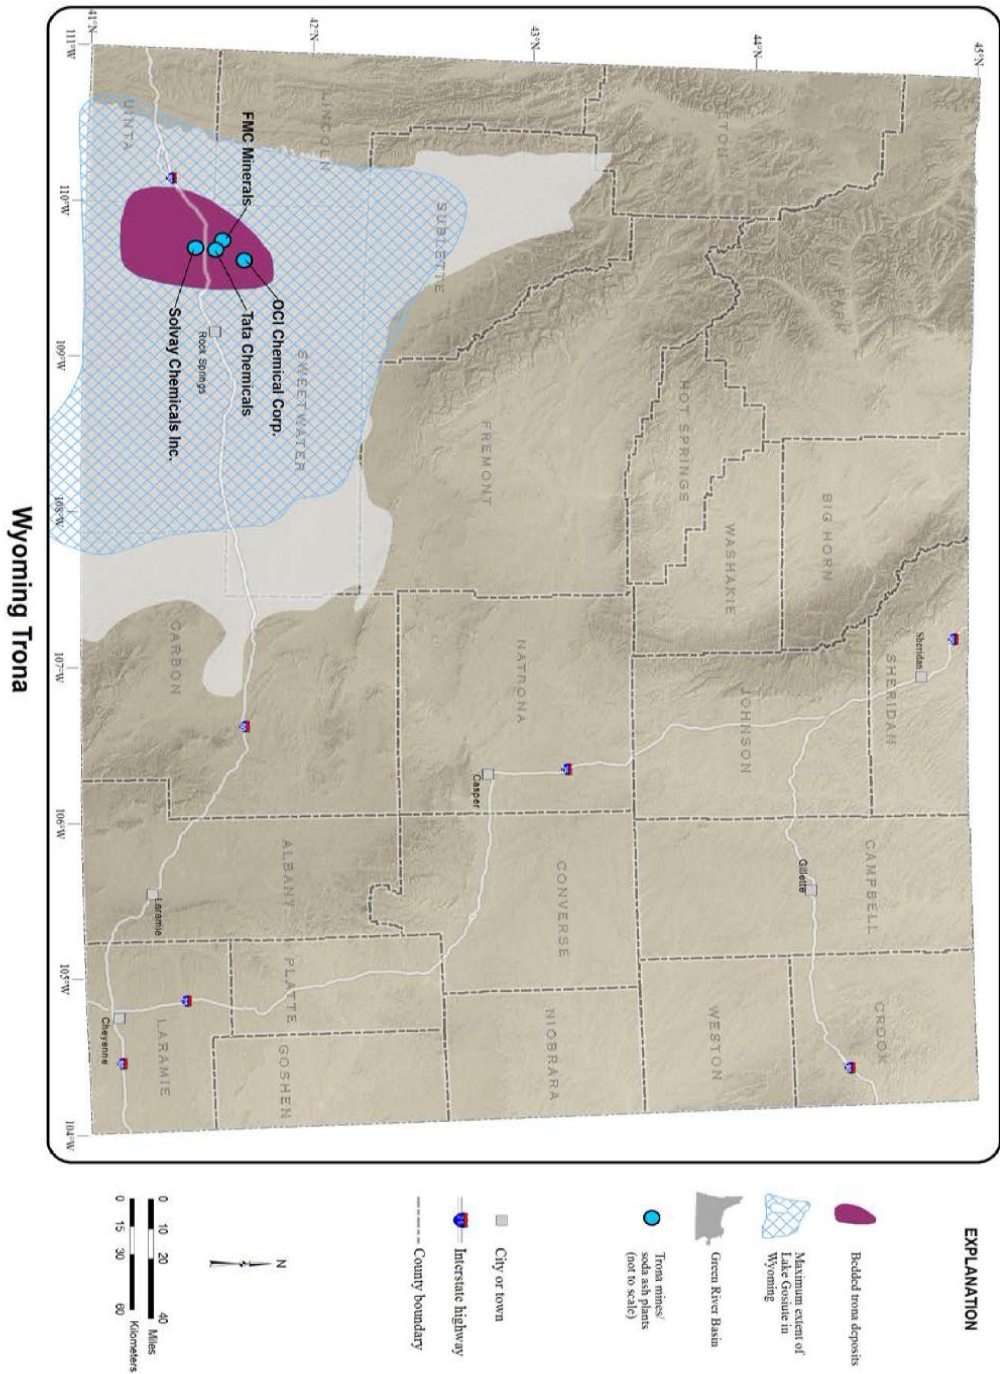 Wyoming Trona
45°N
44°N
43°N
42°N
41°N
111°W
110°W
109°W
108°W
107°W
106°W
105°W
104°W
PARK
BIG HORN
SHERIDAN
Sheridan
CAMPBELL
CROOK
JOHNSON
Gillette
WASHAKIE
HOT SPRINGS
WESTON
FREMONT
NATRONA
Casper
CONVERSE
NIOBRARA
SUBLETTE
LINCOLN
SWEETWATER
UINTA
CARBON
ALBANY
PLATTE
GOSHEN
LARAMIE
Laramie
Cheyenne
Rock Springs
FMC Minerals
OCI Chemical Corp.
Tata Chemicals
Solvay Chemicals Inc.
EXPLANATION
Bedded trona deposits
Maximum extent of
Lake Gosiute in
Wyoming
Green River Basin
Trona mines/
soda ash plants
(not to scale)
City or town
Interstate highway
County boundary
N
0 10 20 40
Miles
0 15 30 60
Kilometers